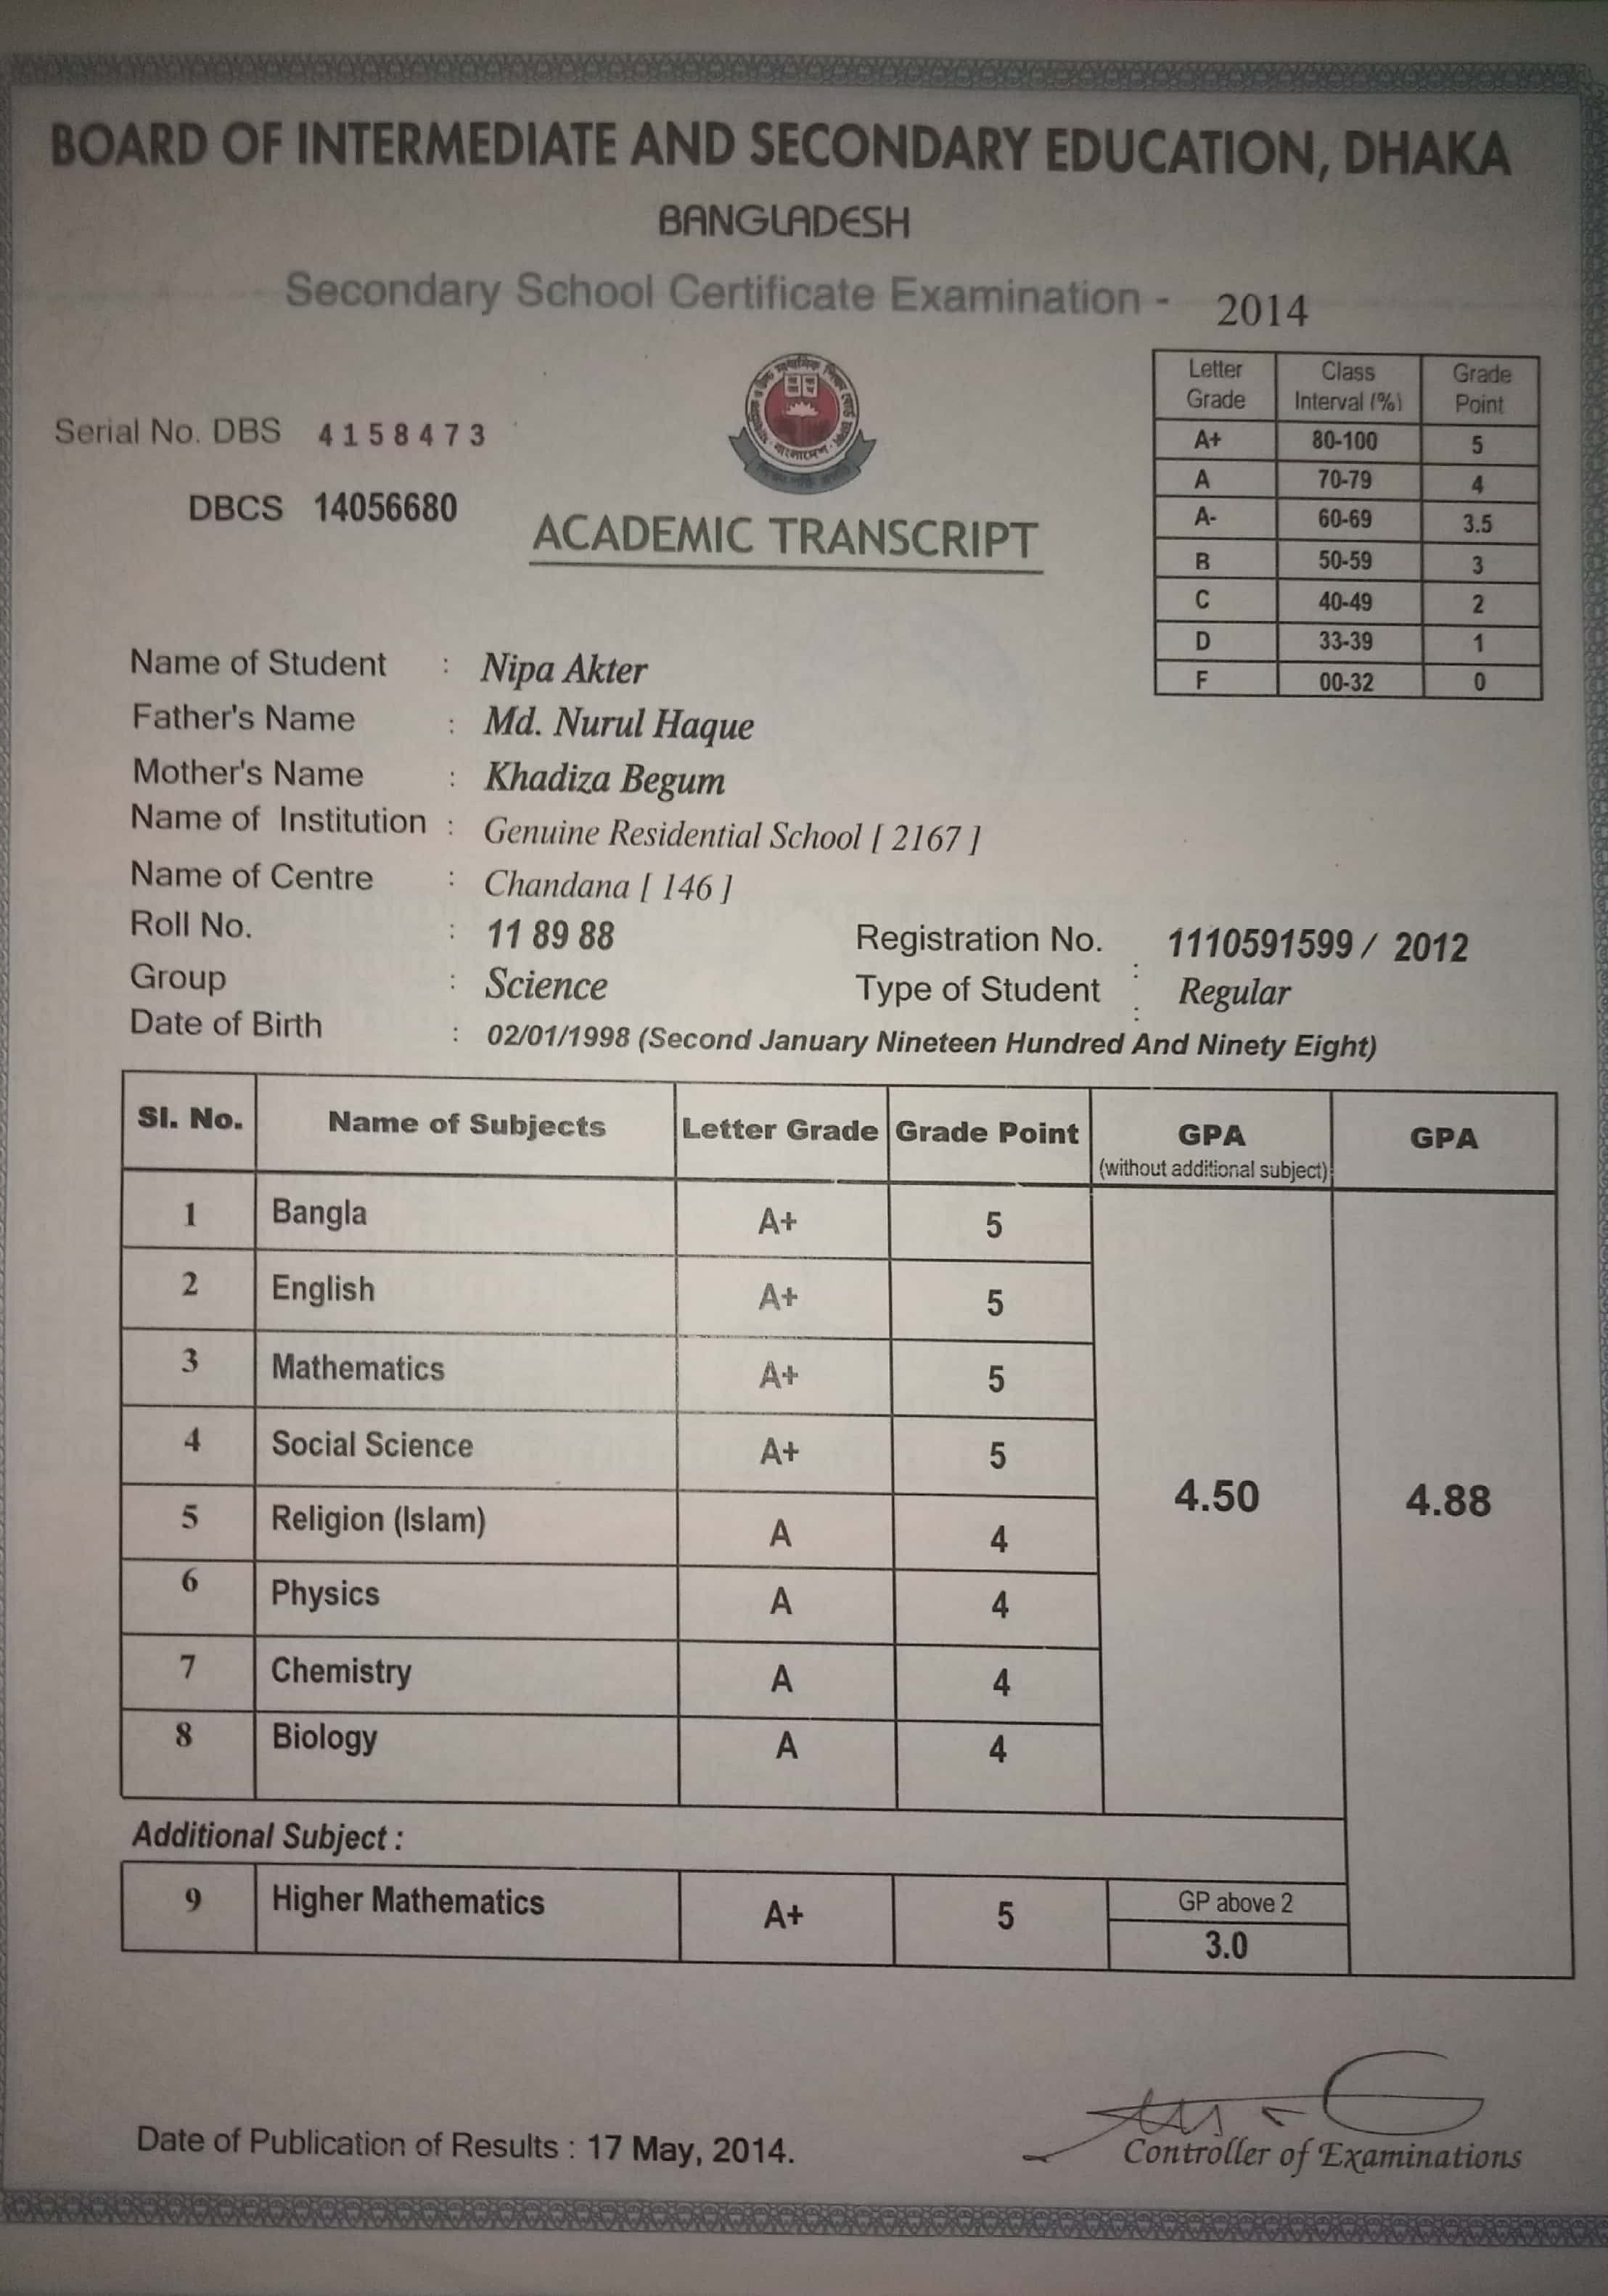 BOARD OF INTERMEDIATE AND SECONDARY EDUCATION, DHAKA
BANGLADESH
Secondary School Certificate Examination - 2014
Serial No. DBS 4158473
DBCS 14056680
বাংলাদেশ
ACADEMIC TRANSCRIPT
Letter Grade Class Interval (%) Grade Point
A+ 80-100 5
A 70-79 4
A- 60-69 3.5
B 50-59 3
C 40-49 2
D 33-39 1
F 00-32 0
Name of Student : Nipa Akter
Father's Name : Md. Nurul Haque
Mother's Name : Khadiza Begum
Name of Institution : Genuine Residential School [ 2167 ]
Name of Centre : Chandana [ 146 ]
Roll No. : 11 89 88 Registration No. : 1110591599 / 2012
Group : Science Type of Student : Regular
Date of Birth : 02/01/1998 (Second January Nineteen Hundred And Ninety Eight)
Sl. No. Name of Subjects Letter Grade Grade Point GPA (without additional subject) GPA
1 Bangla A+ 5
2 English A+ 5
3 Mathematics A+ 5
4 Social Science A+ 5
4.50 4.88
5 Religion (Islam) A 4
6 Physics A 4
7 Chemistry A 4
8 Biology A 4
Additional Subject :
9 Higher Mathematics A+ 5 GP above 2
3.0
Date of Publication of Results : 17 May, 2014.
Controller of Examinations